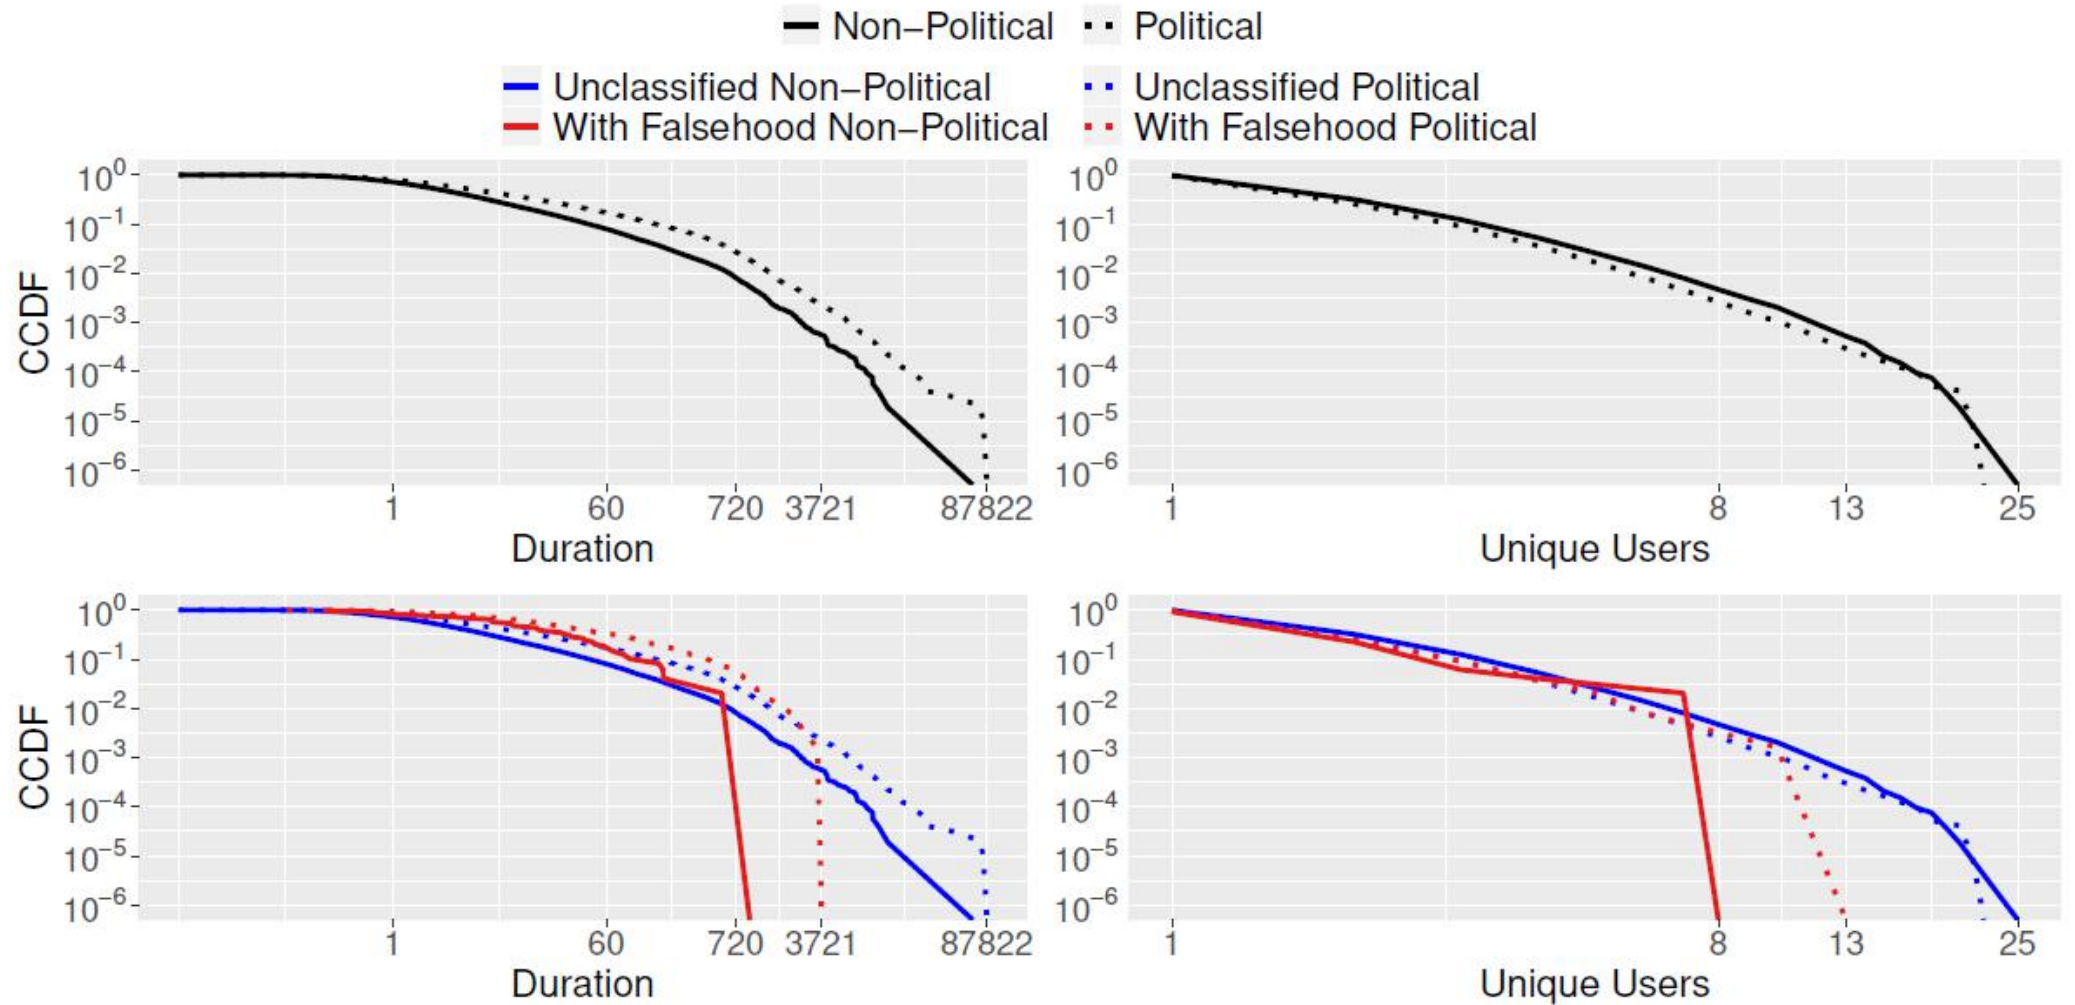 Non−Political Political
Unclassified Non−Political Unclassified Political
With Falsehood Non−Political With Falsehood Political
CCDF
10^0
10^−1
10^−2
10^−3
10^−4
10^−5
10^−6
1 60 720 3721 87822
Duration
10^0
10^−1
10^−2
10^−3
10^−4
10^−5
10^−6
1 8 13 25
Unique Users
CCDF
10^0
10^−1
10^−2
10^−3
10^−4
10^−5
10^−6
1 60 720 3721 87822
Duration
10^0
10^−1
10^−2
10^−3
10^−4
10^−5
10^−6
1 8 13 25
Unique Users